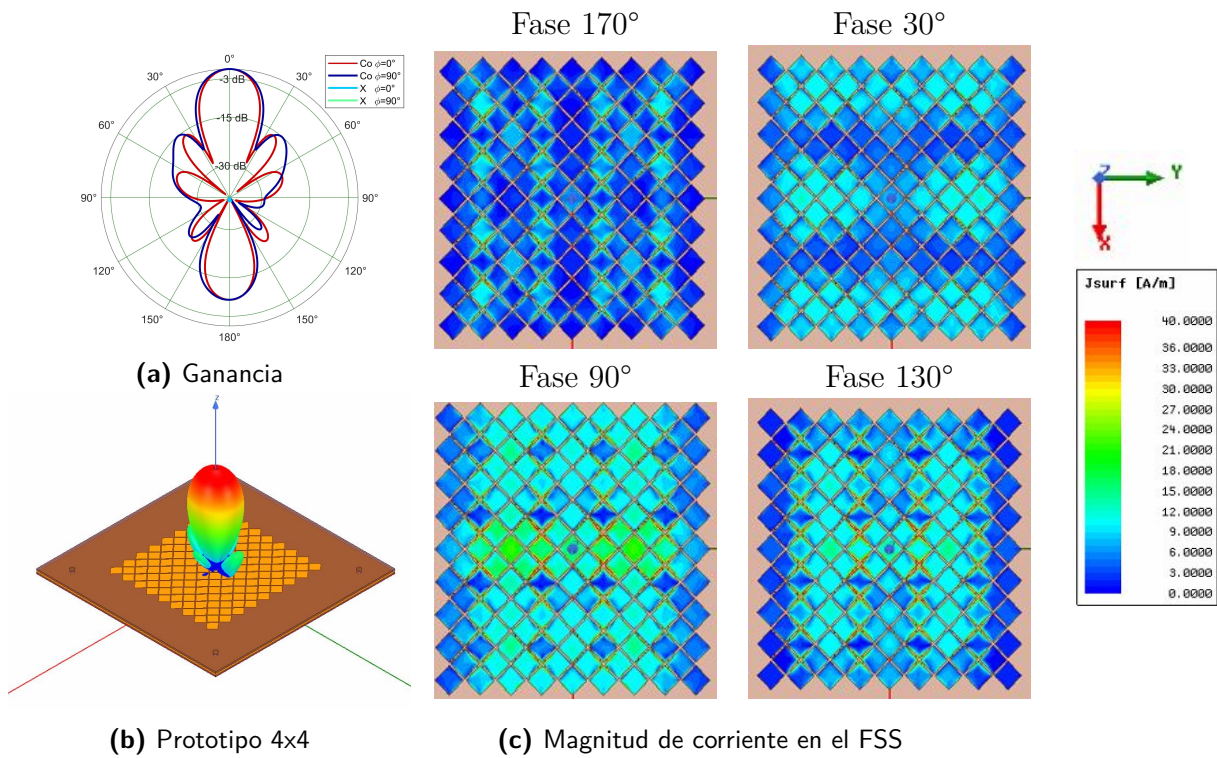 0°
30°
30°
60°
60°
90°
90°
120°
120°
150°
150°
180°
-3 dB
-15 dB
-30 dB
Co ϕ=0°
Co ϕ=90°
X ϕ=0°
X ϕ=90°
(a) Ganancia
z
(b) Prototipo 4x4
Fase 170°
Fase 30°
Fase 90°
Fase 130°
(c) Magnitud de corriente en el FSS
Z
Y
X
Jsurf [A/m]
40.0000
36.0000
33.0000
30.0000
27.0000
24.0000
21.0000
18.0000
15.0000
12.0000
9.0000
6.0000
3.0000
0.0000